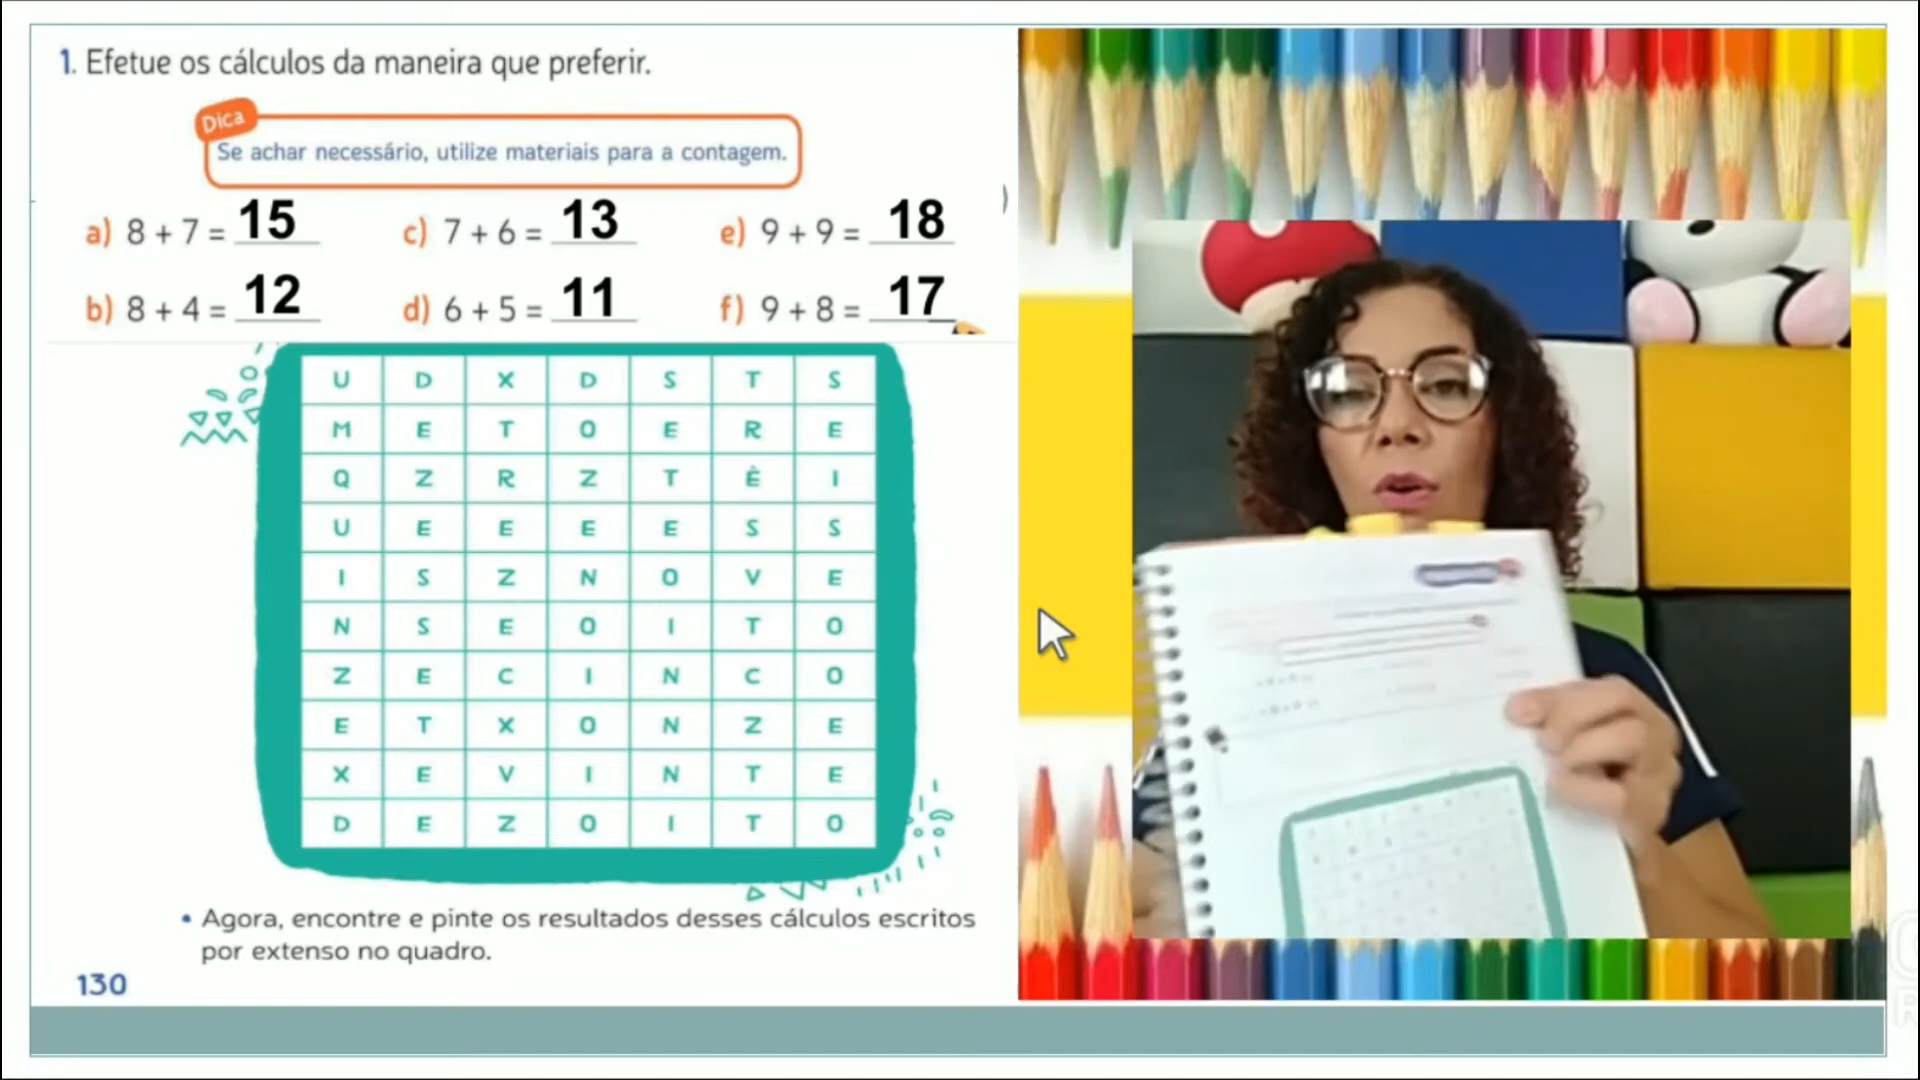 1. Efetue os cálculos da maneira que preferir.
Dica
Se achar necessário, utilize materiais para a contagem.
a) 8 + 7 = 15
c) 7 + 6 = 13
e) 9 + 9 = 18
b) 8 + 4 = 12
d) 6 + 5 = 11
f) 9 + 8 = 17
U D X D S T S
M E T O E R E
Q Z R Z T Ê I
U E E E E S S
I S Z N O V E
N S E O I T O
Z E C I N C O
E T X O N Z E
X E V I N T E
D E Z O I T O
• Agora, encontre e pinte os resultados desses cálculos escritos
por extenso no quadro.
130